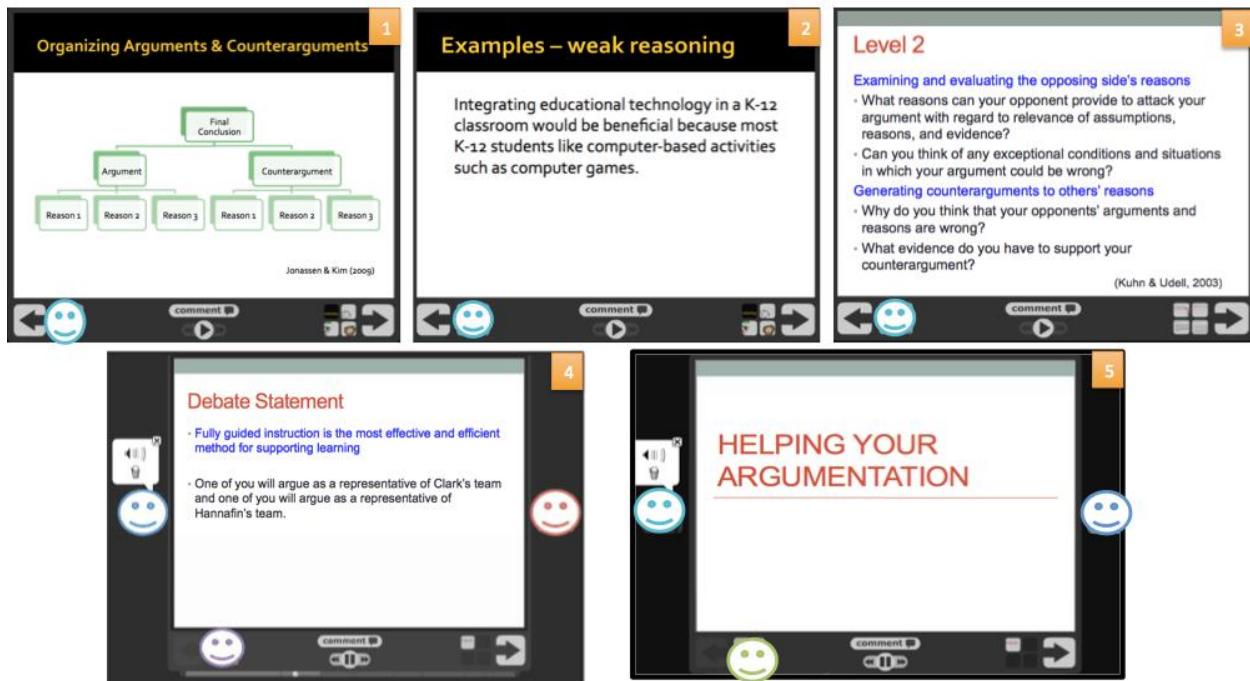 1
Organizing Arguments & Counterarguments
Final
Conclusion
Argument
Counterargument
Reason 1
Reason 2
Reason 3
Reason 1
Reason 2
Reason 3
Jonassen & Kim (2009)
comment
2
Examples – weak reasoning
Integrating educational technology in a K-12
classroom would be beneficial because most
K-12 students like computer-based activities
such as computer games.
comment
3
Level 2
Examining and evaluating the opposing side's reasons
• What reasons can your opponent provide to attack your
argument with regard to relevance of assumptions,
reasons, and evidence?
• Can you think of any exceptional conditions and situations
in which your argument could be wrong?
Generating counterarguments to others' reasons
• Why do you think that your opponents' arguments and
reasons are wrong?
• What evidence do you have to support your
counterargument?
(Kuhn & Udell, 2003)
comment
4
Debate Statement
• Fully guided instruction is the most effective and efficient
method for supporting learning
• One of you will argue as a representative of Clark's team
and one of you will argue as a representative of
Hannafin's team.
comment
5
HELPING YOUR
ARGUMENTATION
comment